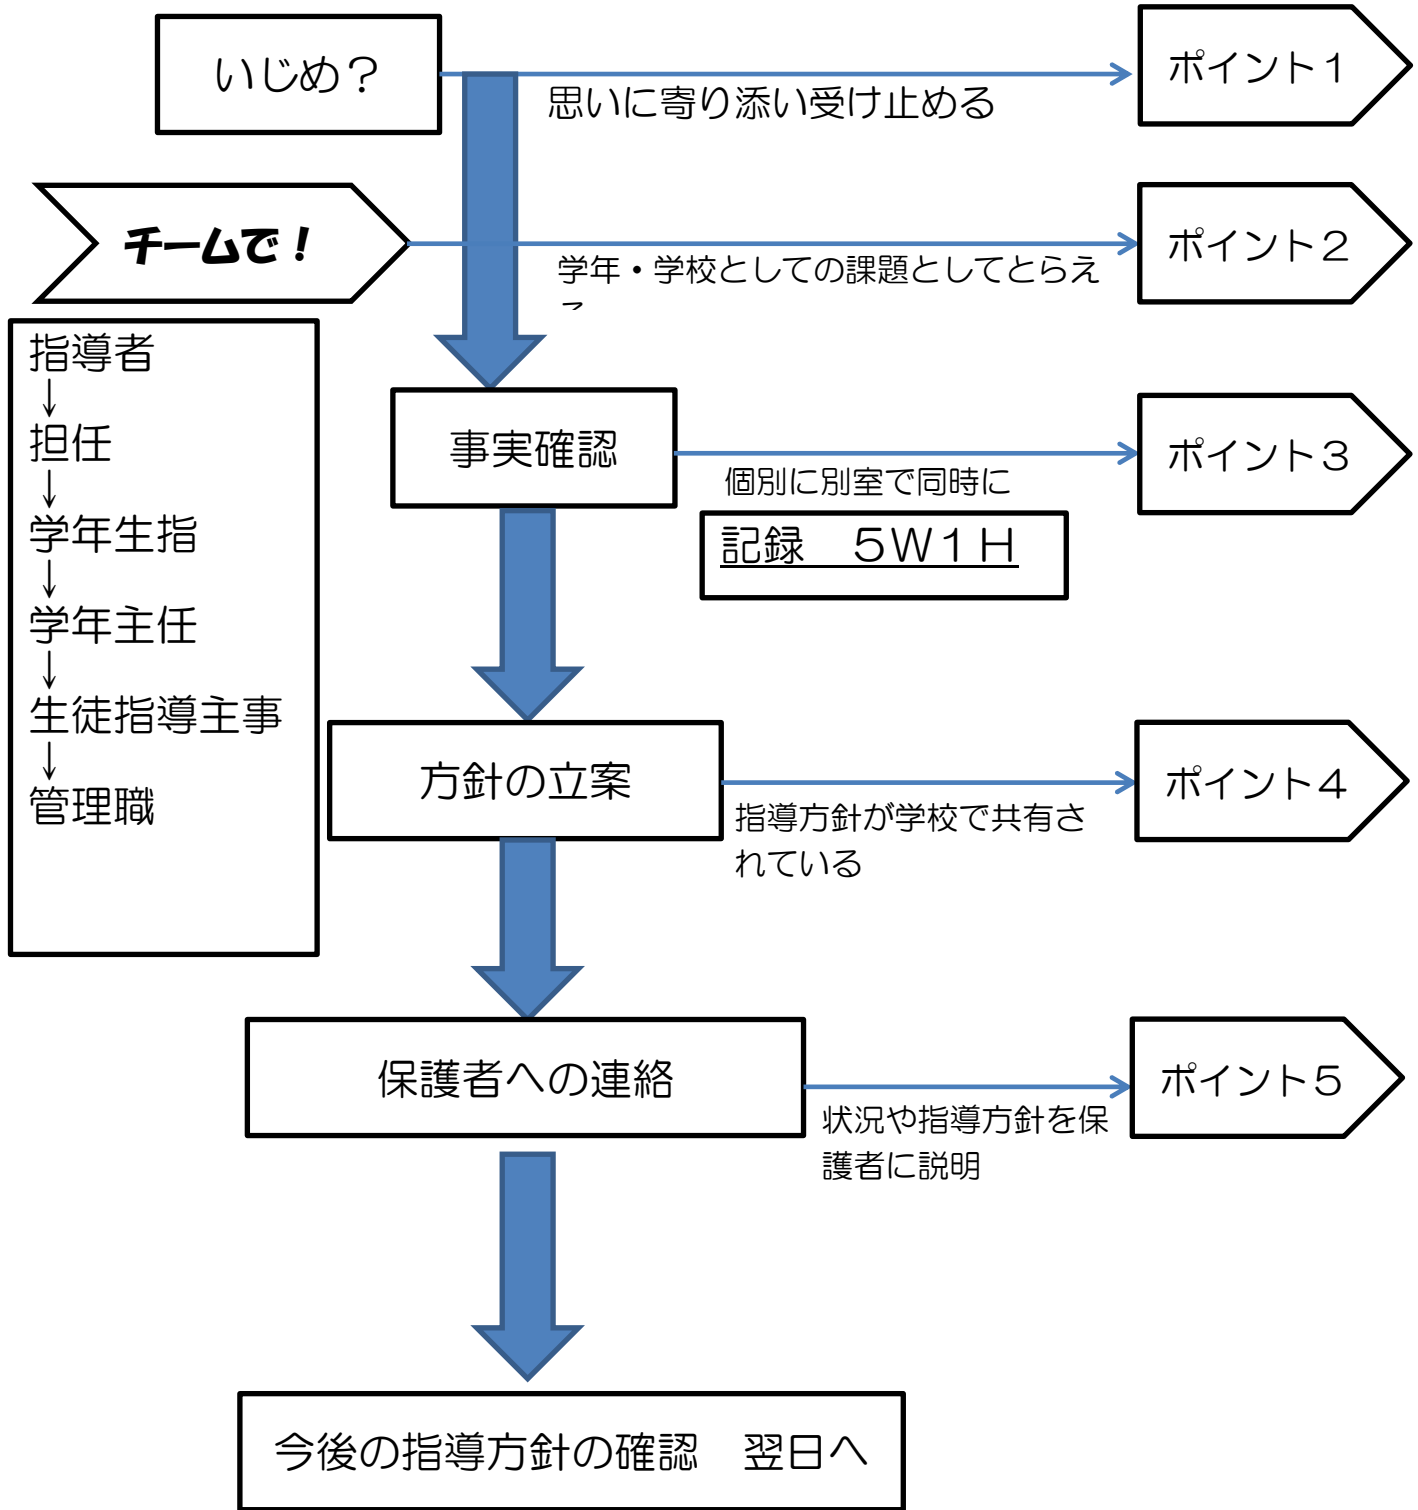 いじめ？
ポイント１
思いに寄り添い受け止める
チームで！
ポイント２
学年・学校としての課題としてとらえ
指導者
↓
担任
↓
学年生指
↓
学年主任
↓
生徒指導主事
↓
管理職
事実確認
ポイント３
個別に別室で同時に
記録　５Ｗ１Ｈ
方針の立案
ポイント４
指導方針が学校で共有さ
れている
保護者への連絡
ポイント５
状況や指導方針を保
護者に説明
今後の指導方針の確認　翌日へ